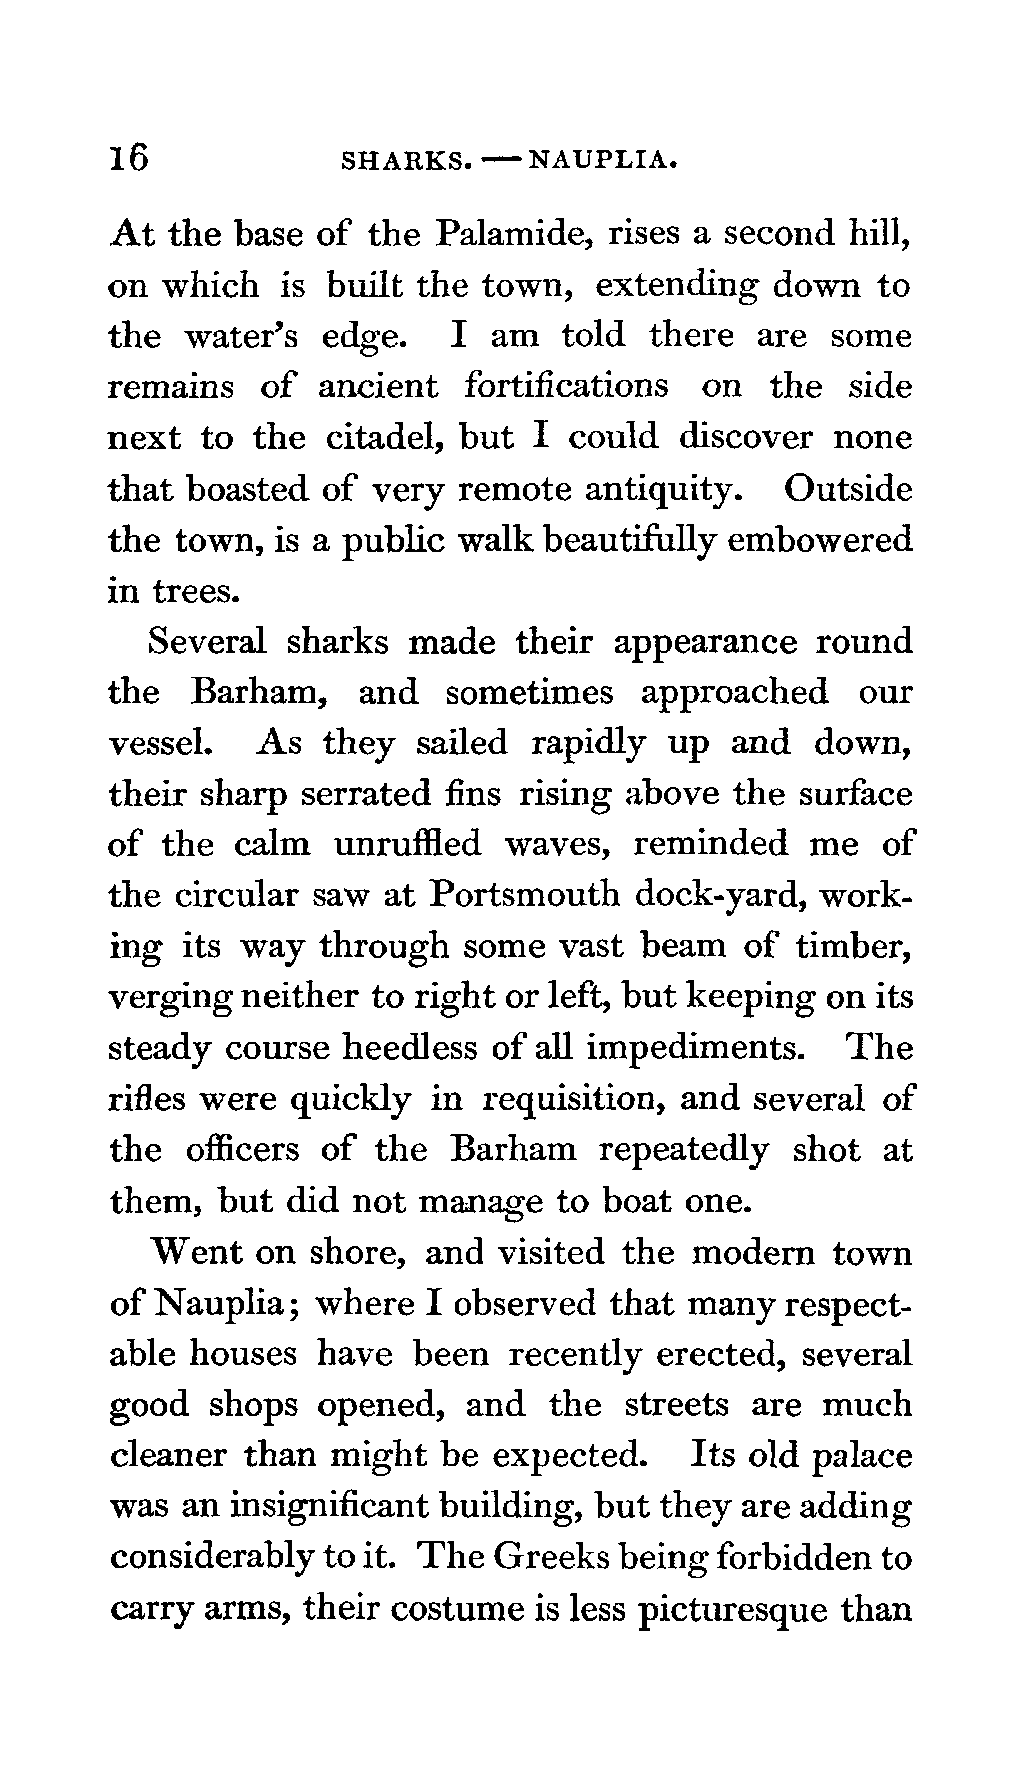 16 SHARKS. — NAUPLIA.
At the base of the Palamide, rises a second hill,
on which is built the town, extending down to
the water's edge. I am told there are some
remains of ancient fortifications on the side
next to the citadel, but I could discover none
that boasted of very remote antiquity. Outside
the town, is a public walk beautifully embowered
in trees.
Several sharks made their appearance round
the Barham, and sometimes approached our
vessel. As they sailed rapidly up and down,
their sharp serrated fins rising above the surface
of the calm unruffled waves, reminded me of
the circular saw at Portsmouth dock-yard, work-
ing its way through some vast beam of timber,
verging neither to right or left, but keeping on its
steady course heedless of all impediments. The
rifles were quickly in requisition, and several of
the officers of the Barham repeatedly shot at
them, but did not manage to boat one.
Went on shore, and visited the modern town
of Nauplia; where I observed that many respect-
able houses have been recently erected, several
good shops opened, and the streets are much
cleaner than might be expected. Its old palace
was an insignificant building, but they are adding
considerably to it. The Greeks being forbidden to
carry arms, their costume is less picturesque than